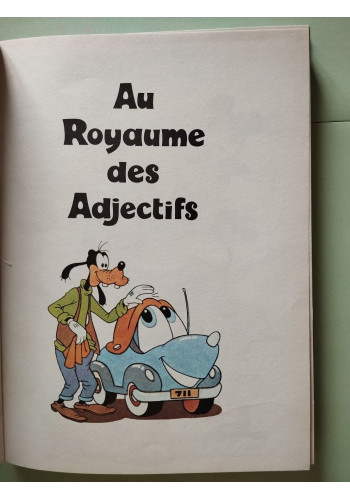 Au
Royaume
des
Adjectifs
711